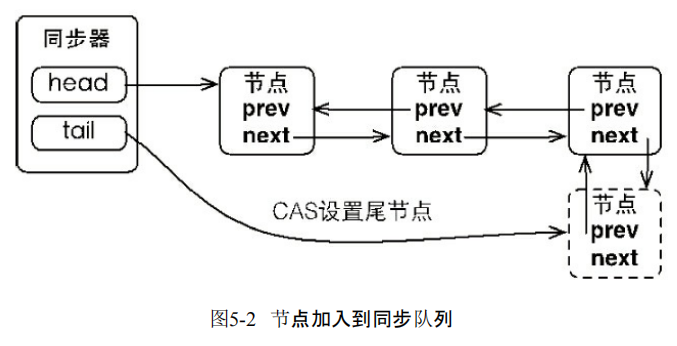 同步器
head
tail
节点
prev
next
节点
prev
next
节点
prev
next
节点
prev
next
CAS设置尾节点
图5-2 节点加入到同步队列